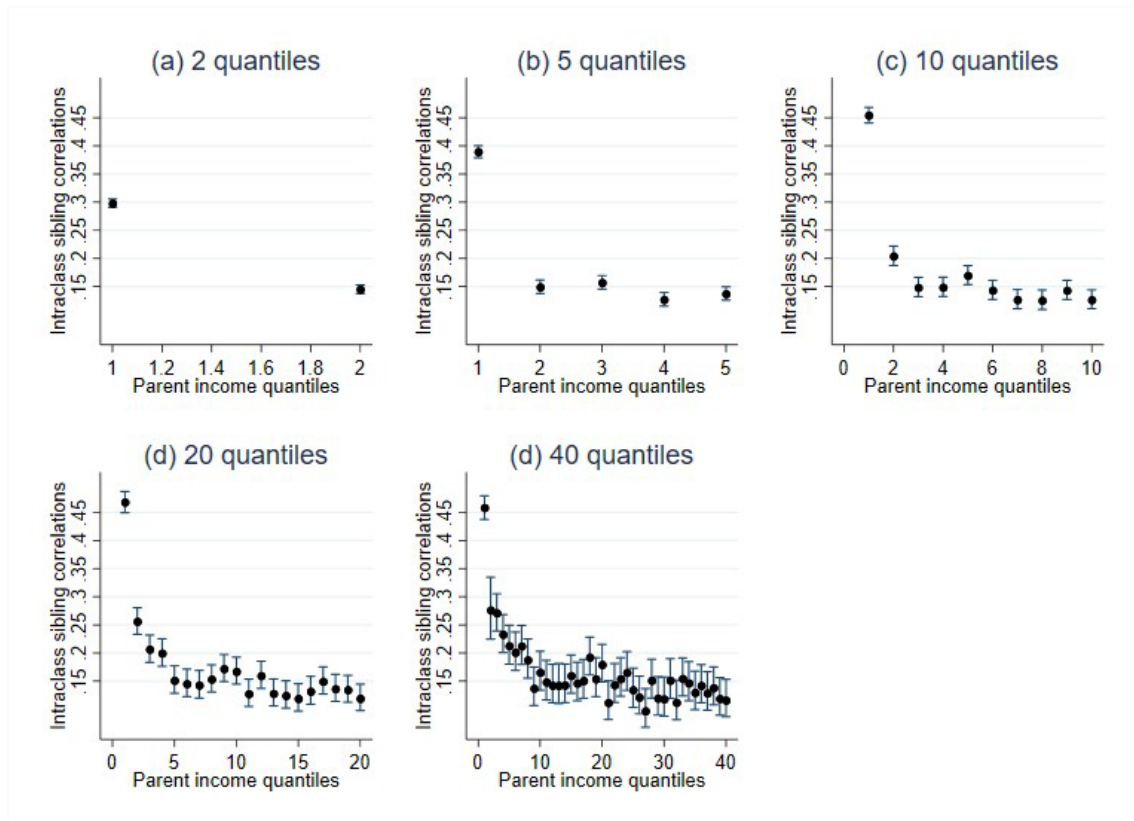 (a) 2 quantiles
Intraclass sibling correlations
.15 .2 .25 .3 .35 .4 .45
1 1.2 1.4 1.6 1.8 2
Parent income quantiles
(b) 5 quantiles
Intraclass sibling correlations
.15 .2 .25 .3 .35 .4 .45
1 2 3 4 5
Parent income quantiles
(c) 10 quantiles
Intraclass sibling correlations
.15 .2 .25 .3 .35 .4 .45
0 2 4 6 8 10
Parent income quantiles
(d) 20 quantiles
Intraclass sibling correlations
.15 .2 .25 .3 .35 .4 .45
0 5 10 15 20
Parent income quantiles
(d) 40 quantiles
Intraclass sibling correlations
.15 .2 .25 .3 .35 .4 .45
0 10 20 30 40
Parent income quantiles